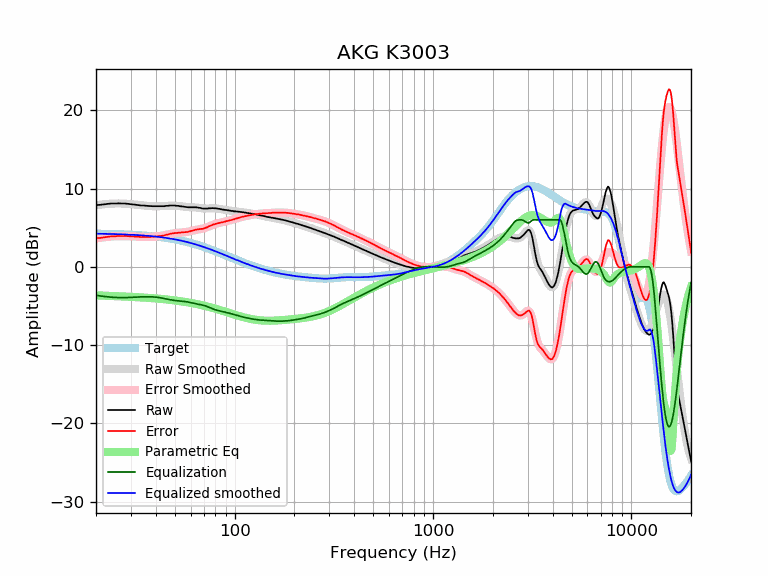 AKG K3003
Amplitude (dBr)
20
10
0
−10
−20
−30
Target
Raw Smoothed
Error Smoothed
Raw
Error
Parametric Eq
Equalization
Equalized smoothed
100
1000
10000
Frequency (Hz)